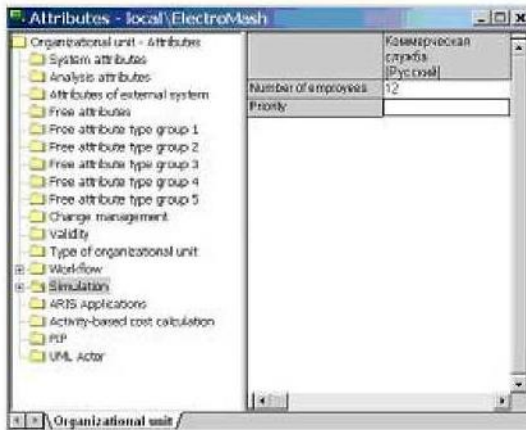 Attributes - local\ElectroMash
Organizational unit - Attributes
System attributes
Analysis attributes
Attributes of external system
Free attributes
Free attribute type group 1
Free attribute type group 2
Free attribute type group 3
Free attribute type group 4
Free attribute type group 5
Change management
Validity
Type of organizational unit
Workflow
Simulation
ARIS Applications
Activity-based cost calculation
PIP
UML Actor
Коммерческая
служба
[Русский]
Number of employees 12
Priority
Organizational unit